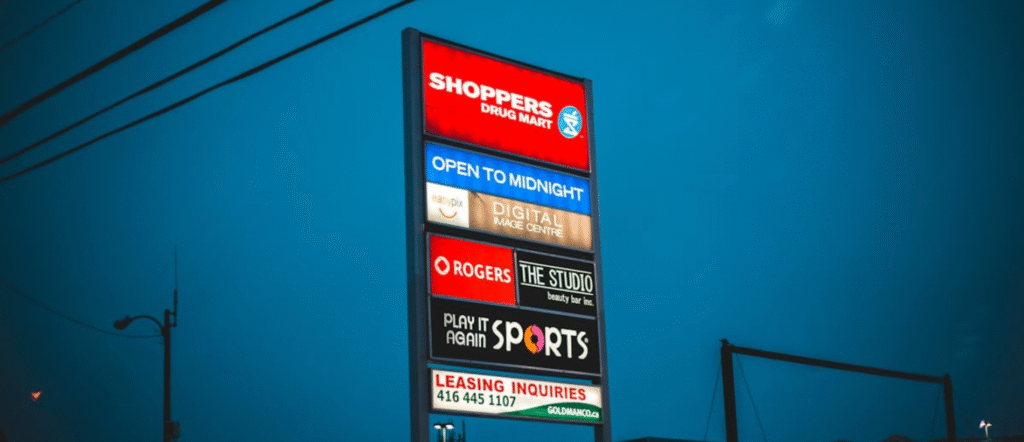 SHOPPERS
DRUG MART
OPEN TO MIDNIGHT
easypix
DIGITAL
IMAGE CENTRE
ROGERS
THE STUDIO
beauty bar inc.
PLAY IT
AGAIN
SPORTS
LEASING INQUIRIES
416 445 1107
GOLDMANCO.ca